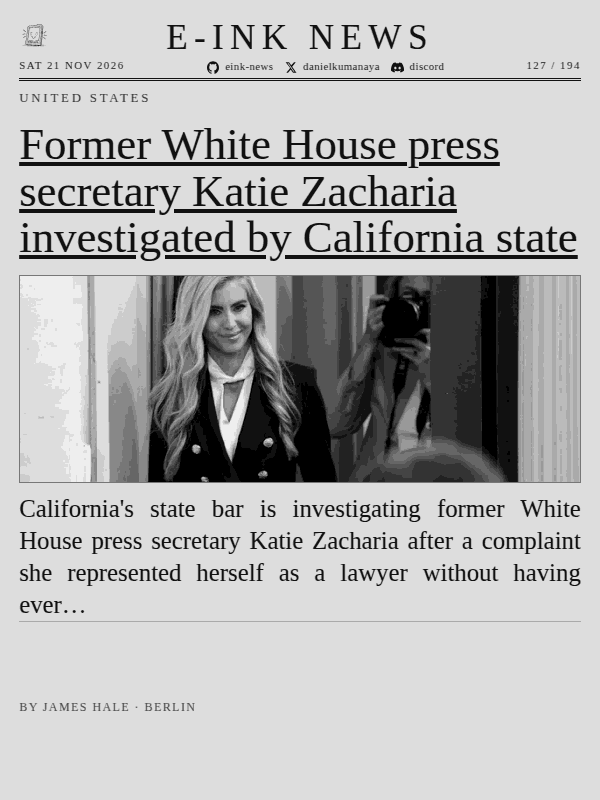 E-INK NEWS
SAT 21 NOV 2026
eink-news danielkumanaya discord
127 / 194
UNITED STATES
Former White House press
secretary Katie Zacharia
investigated by California state
California's state bar is investigating former White
House press secretary Katie Zacharia after a complaint
she represented herself as a lawyer without having
ever…
BY JAMES HALE · BERLIN